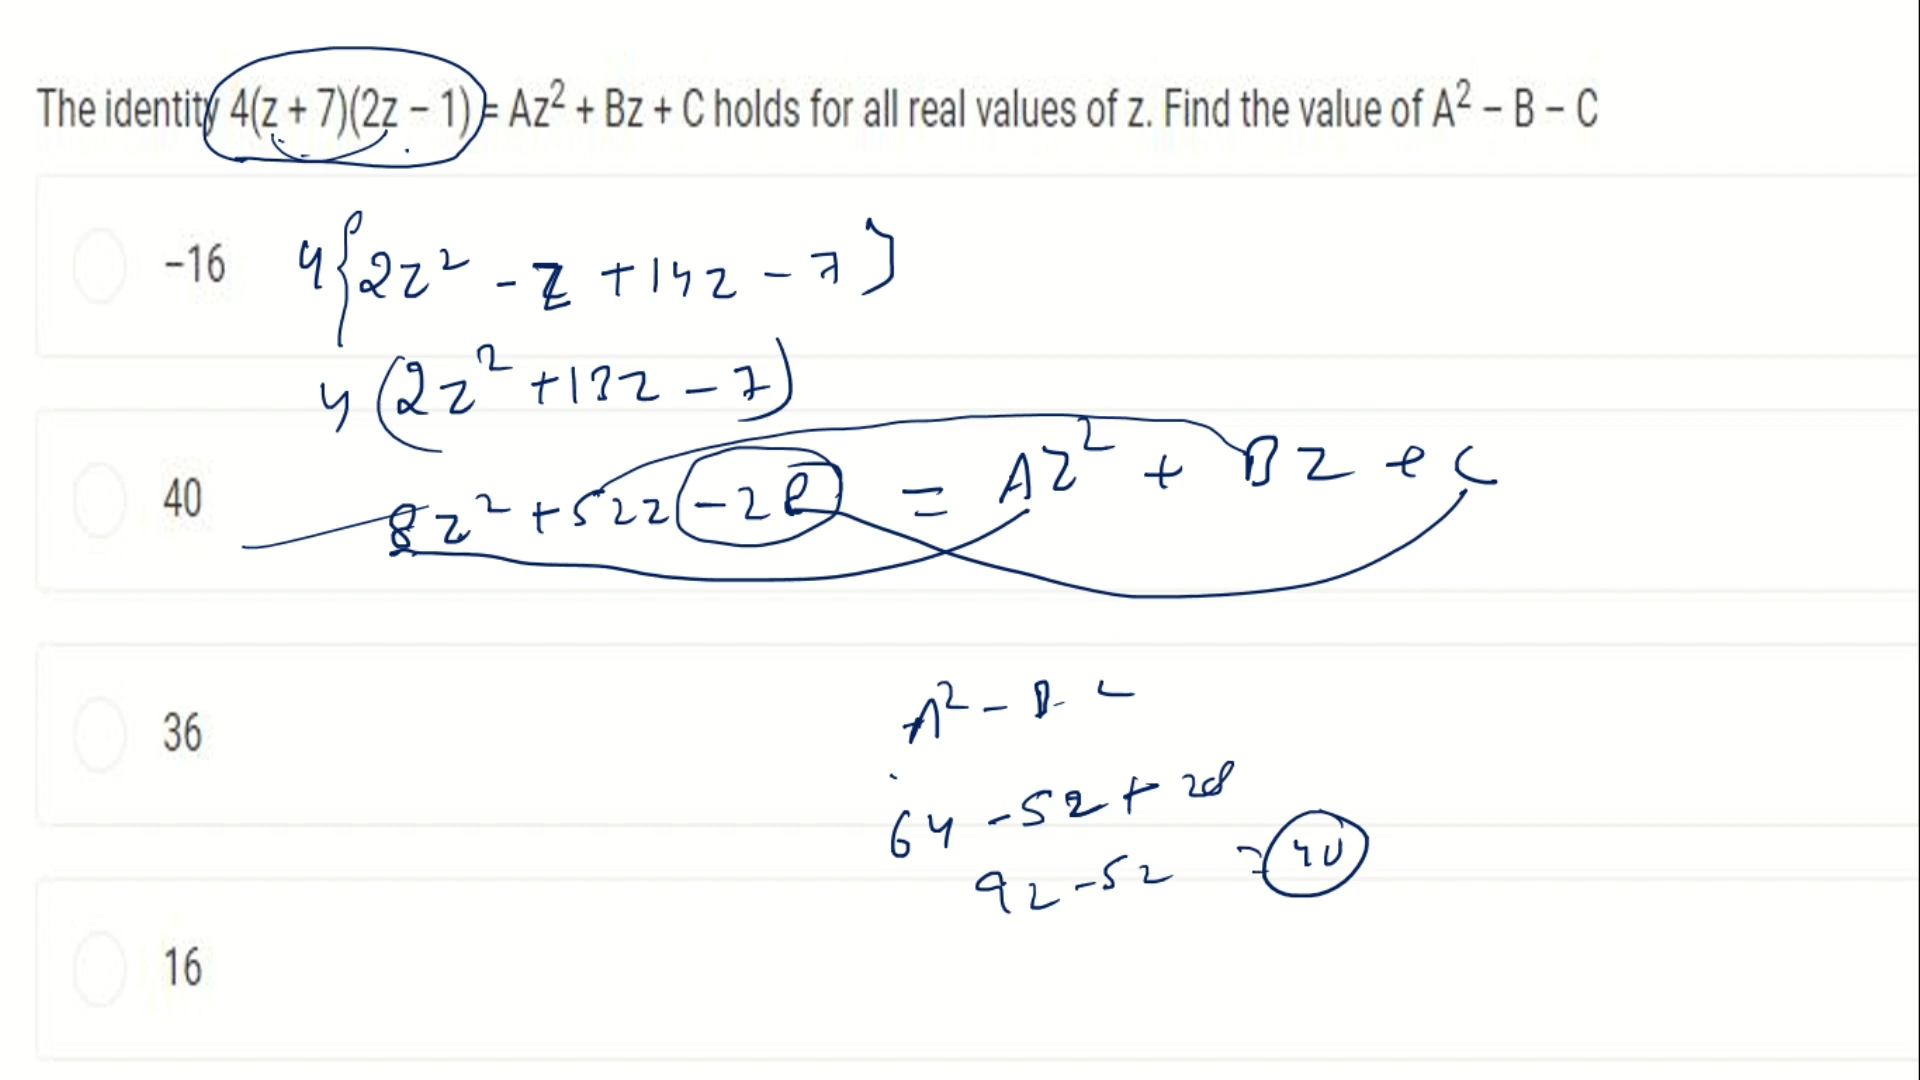 The identity 4(z + 7)(2z − 1) = Az² + Bz + C holds for all real values of z. Find the value of A² − B − C
−16
4{2z² - z + 14z - 7}
4(2z² + 13z - 7)
40
8z² + 52z - 28 = Az² + Bz + C
36
A² - B - C
64 - 52 + 28
92 - 52 = 40
16